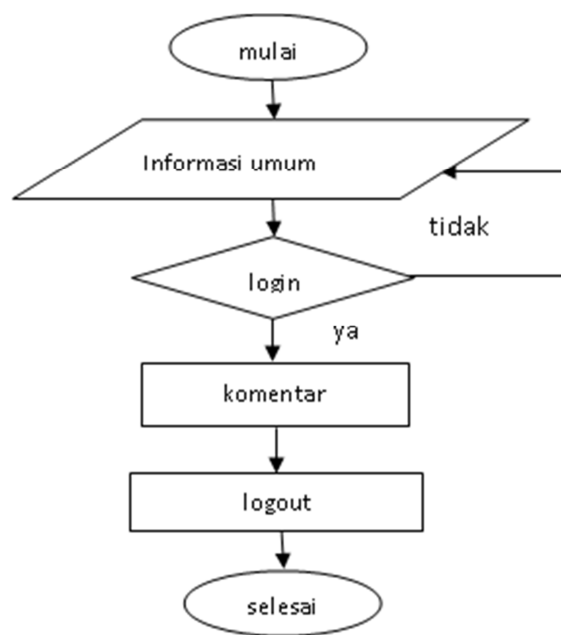 mulai
Informasi umum
tidak
login
ya
komentar
logout
selesai